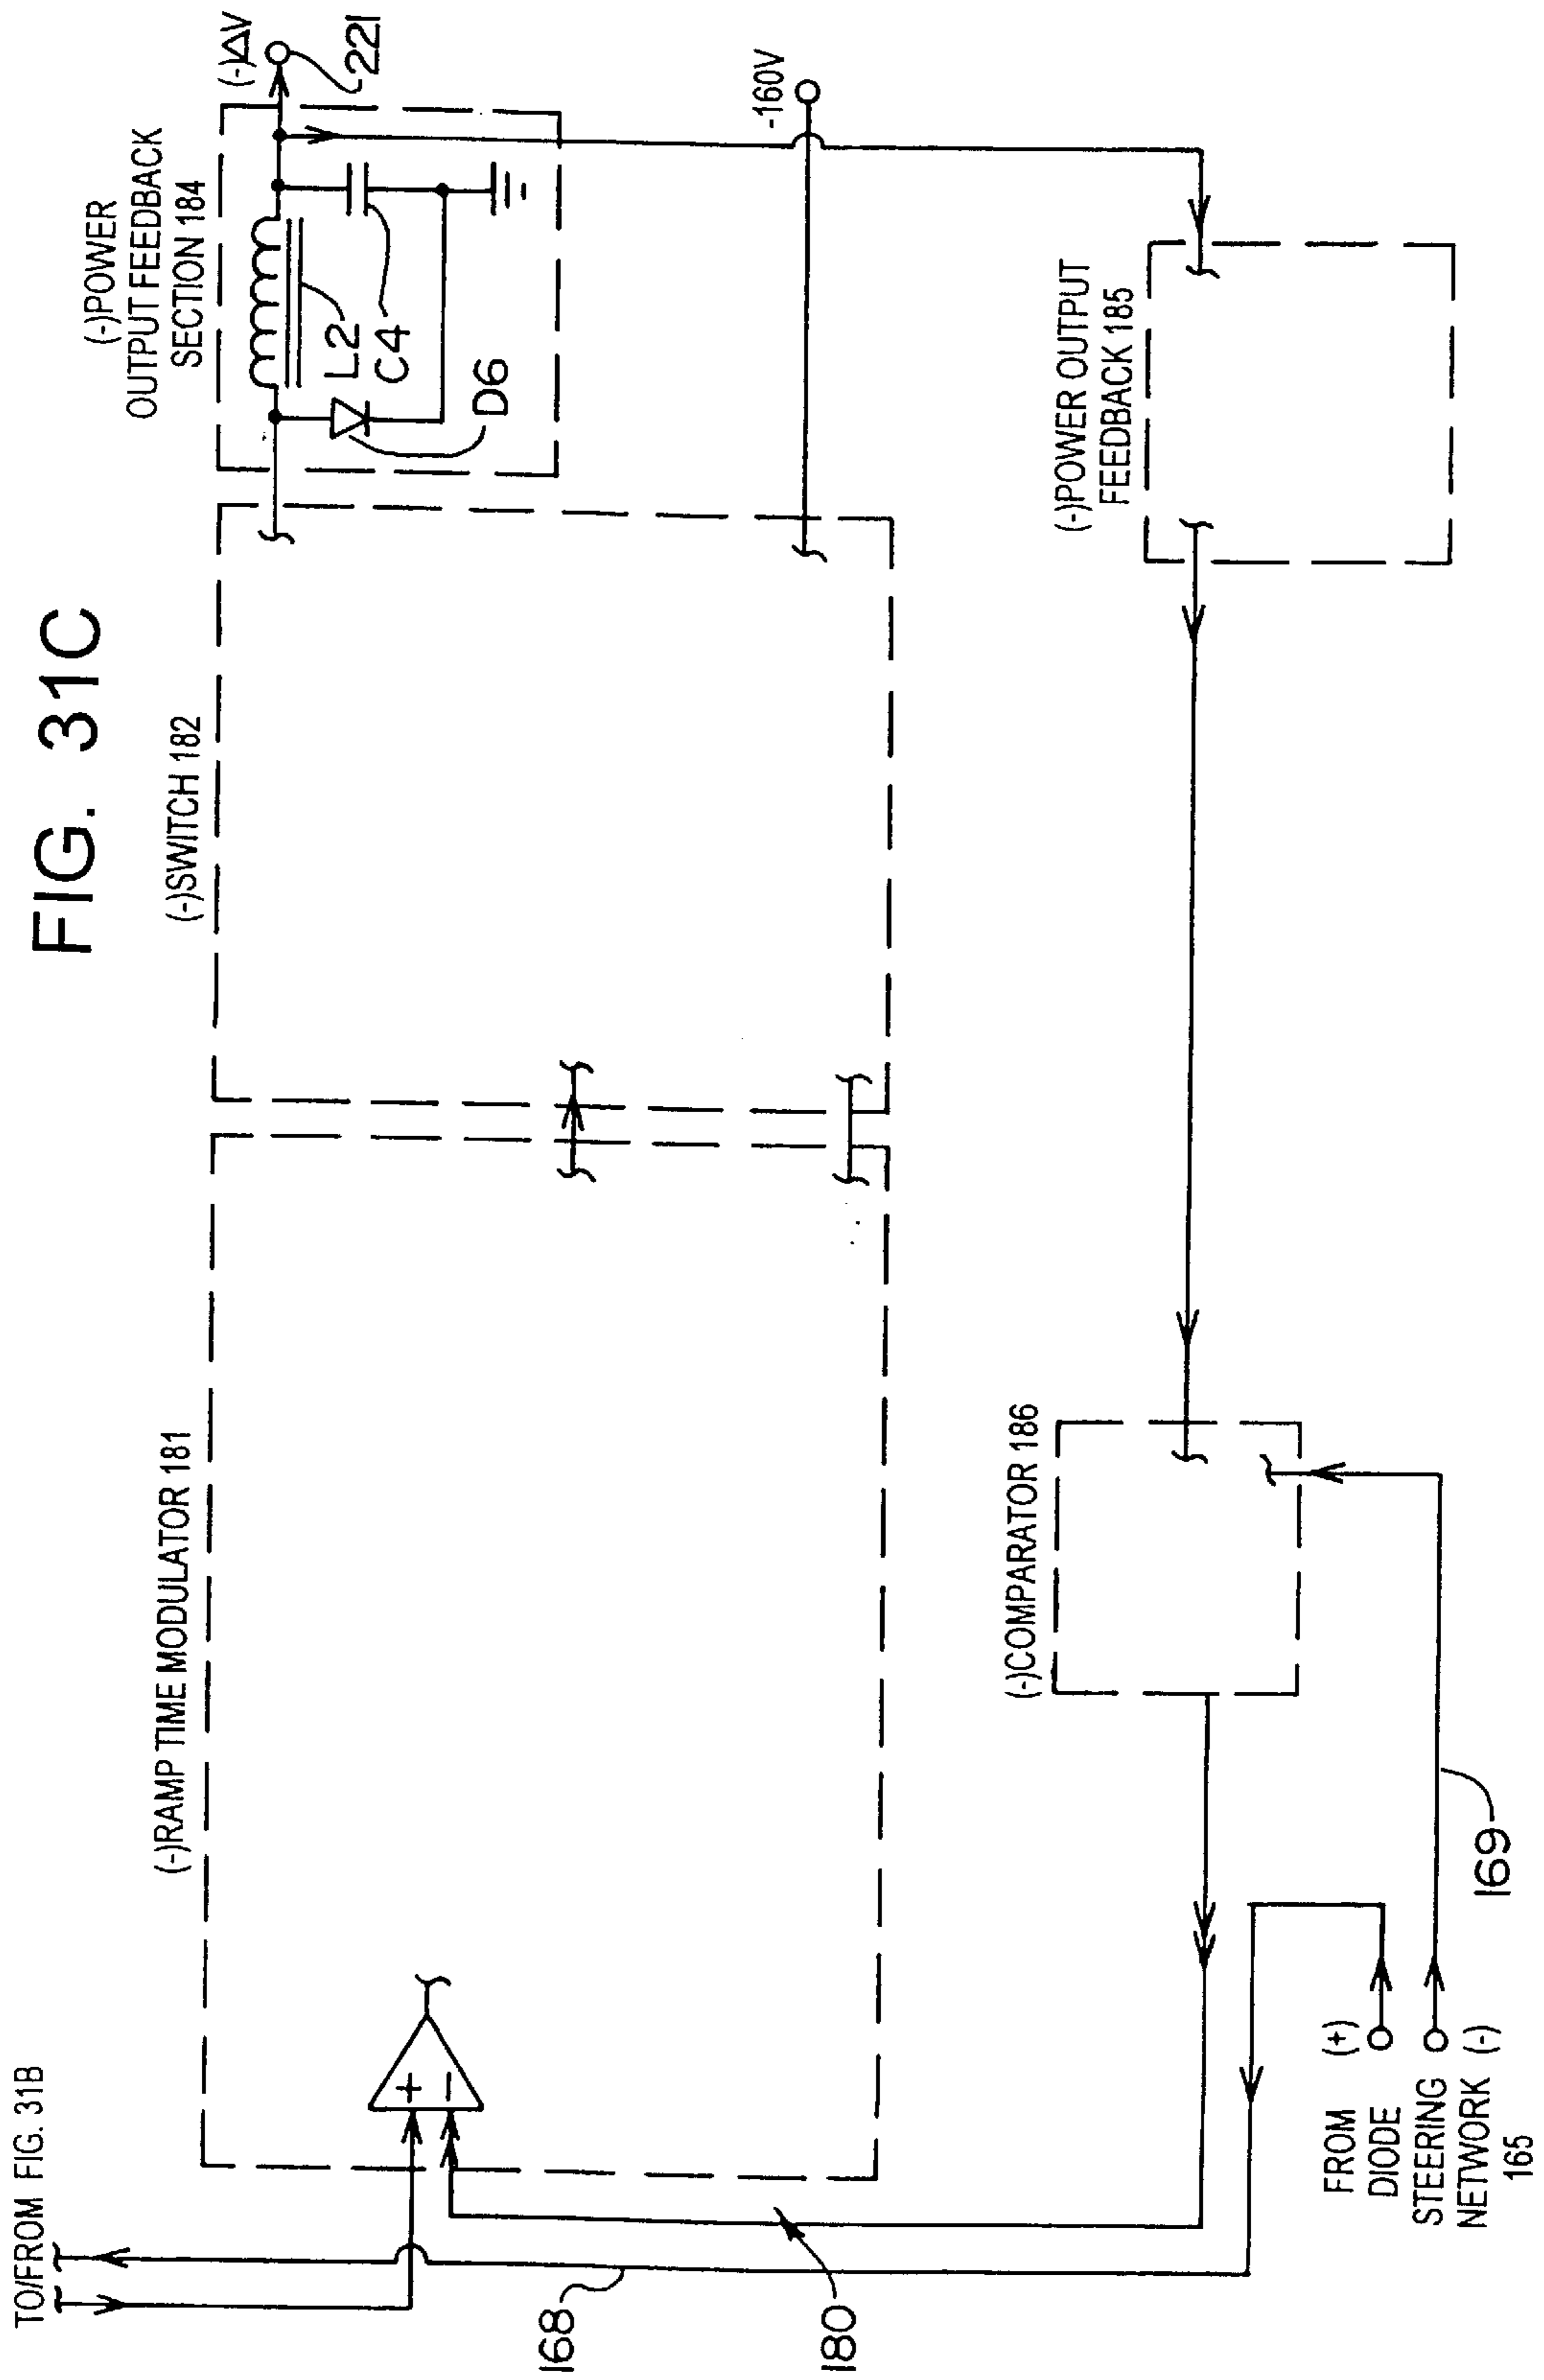 FIG. 31C
TO/FROM FIG. 31B
(-)RAMP TIME MODULATOR 181
(-)SWITCH 182
(-)POWER
OUTPUT FEEDBACK
SECTION 184
(-)ΔV
221
L2
C4
D6
-160V
+
−
168
180
(-)COMPARATOR 186
(-)POWER OUTPUT
FEEDBACK 185
FROM (+)
DIODE
STEERING
NETWORK (-)
165
169